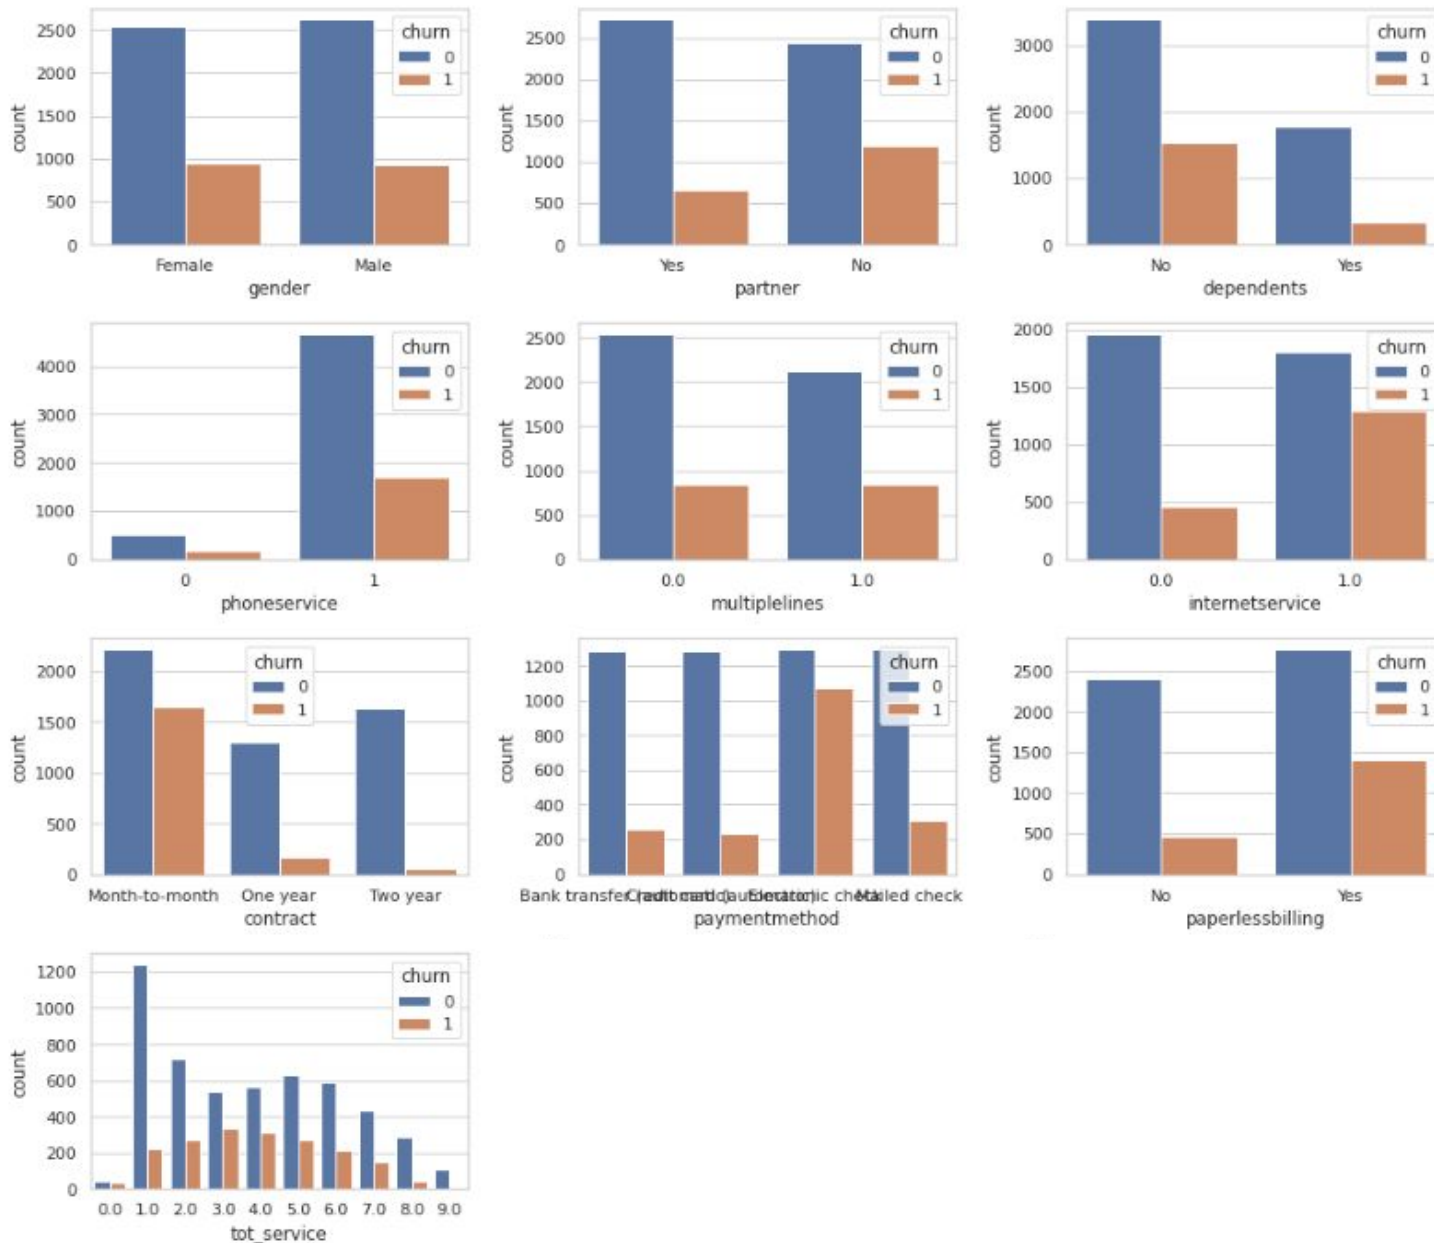 churn
0
1
2500
2000
1500
1000
500
0
count
Female Male
gender
churn
0
1
2500
2000
1500
1000
500
0
count
Yes No
partner
churn
0
1
3000
2000
1000
0
count
No Yes
dependents
churn
0
1
4000
3000
2000
1000
0
count
0 1
phoneservice
churn
0
1
2500
2000
1500
1000
500
0
count
0.0 1.0
multiplelines
churn
0
1
2000
1500
1000
500
0
count
0.0 1.0
internetservice
churn
0
1
2000
1500
1000
500
0
count
Month-to-month One year Two year
contract
churn
0
1
1200
1000
800
600
400
200
0
count
Bank transfer (automatic) Credit card (automatic) Electronic check Mailed check
paymentmethod
churn
0
1
2500
2000
1500
1000
500
0
count
No Yes
paperlessbilling
churn
0
1
1200
1000
800
600
400
200
0
count
0.0 1.0 2.0 3.0 4.0 5.0 6.0 7.0 8.0 9.0
tot_service